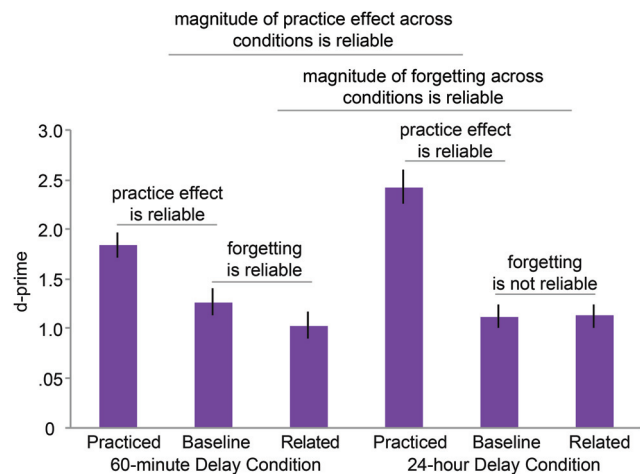 magnitude of practice effect across
conditions is reliable
magnitude of forgetting across
conditions is reliable
practice effect
is reliable
practice effect
is reliable
forgetting
is reliable
forgetting
is not reliable
d-prime
3.0
2.5
2.0
1.5
1.0
.05
0
Practiced Baseline Related Practiced Baseline Related
60-minute Delay Condition 24-hour Delay Condition